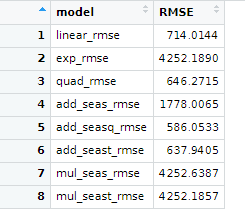 model RMSE
1 linear_rmse 714.0144
2 exp_rmse 4252.1890
3 quad_rmse 646.2715
4 add_seas_rmse 1778.0065
5 add_seasq_rmse 586.0533
6 add_seast_rmse 637.9405
7 mul_seas_rmse 4252.6387
8 mul_seast_rmse 4252.1857